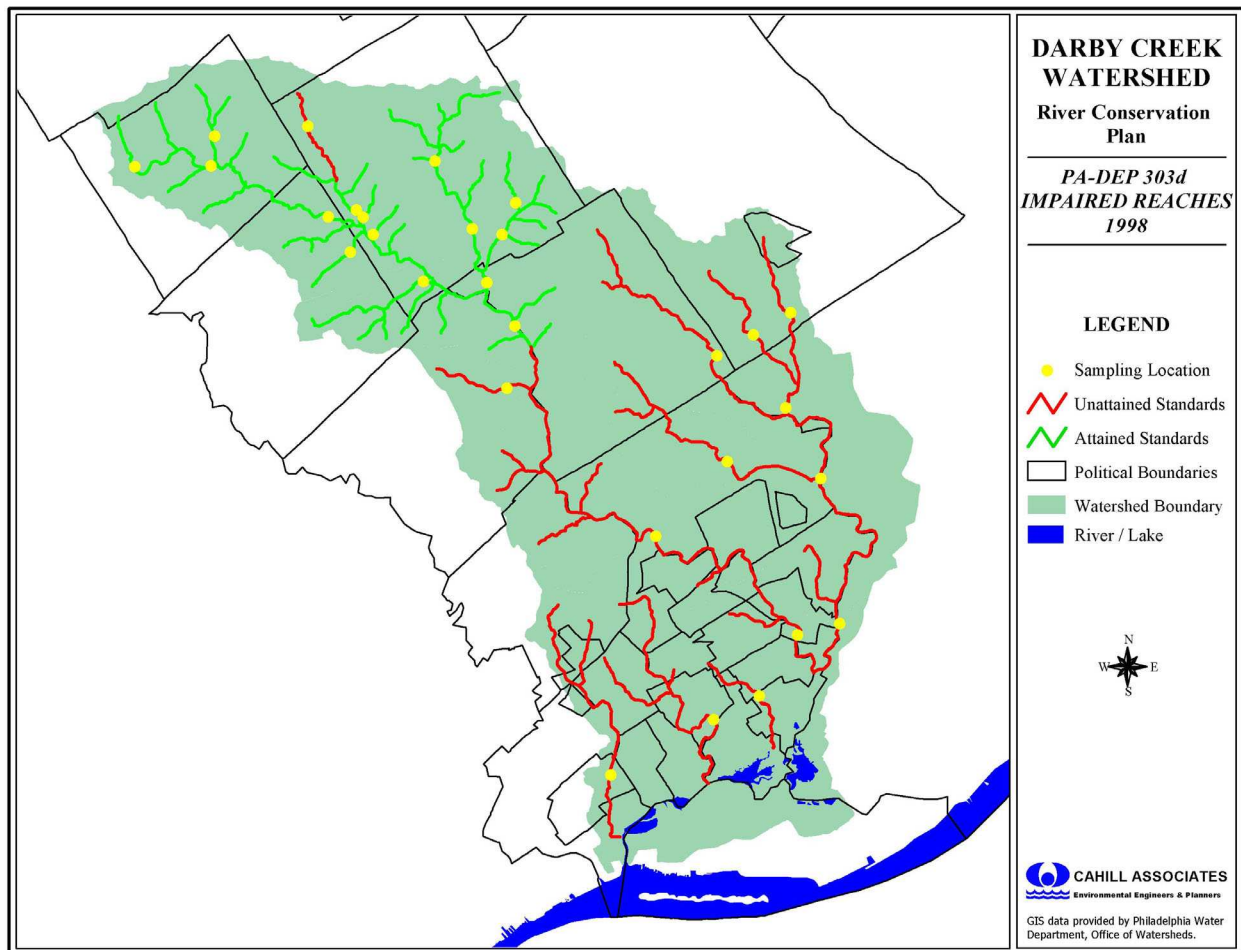 DARBY CREEK
WATERSHED
River Conservation
Plan
PA-DEP 303d
IMPAIRED REACHES
1998
LEGEND
Sampling Location
Unattained Standards
Attained Standards
Political Boundaries
Watershed Boundary
River / Lake
N
W E
S
CAHILL ASSOCIATES
Environmental Engineers & Planners
GIS data provided by Philadelphia Water
Department, Office of Watersheds.